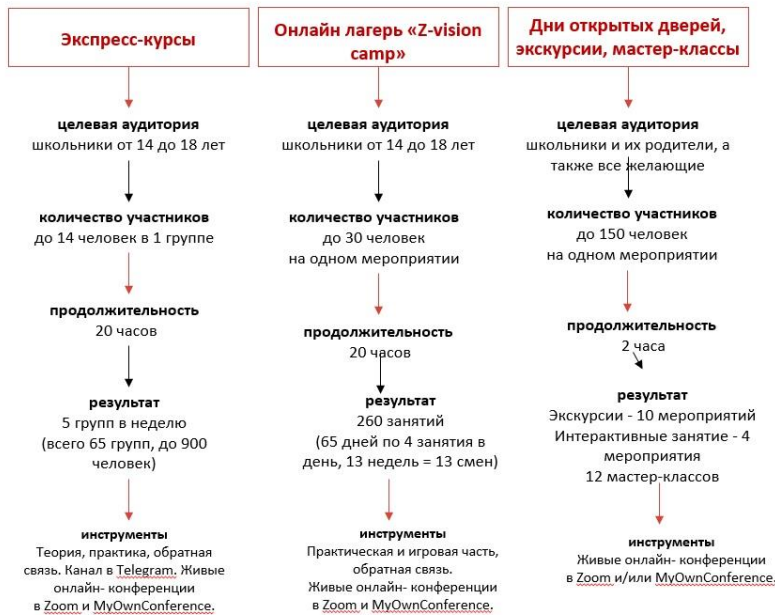 Экспресс-курсы
целевая аудитория
школьники от 14 до 18 лет
количество участников
до 14 человек в 1 группе
продолжительность
20 часов
результат
5 групп в неделю
(всего 65 групп, до 900
человек)
инструменты
Теория, практика, обратная
связь. Канал в Telegram. Живые
онлайн- конференции
в Zoom и MyOwnConference.
Онлайн лагерь «Z-vision
camp»
целевая аудитория
школьники от 14 до 18 лет
количество участников
до 30 человек
на одном мероприятии
продолжительность
20 часов
результат
260 занятий
(65 дней по 4 занятия в
день, 13 недель = 13 смен)
инструменты
Практическая и игровая часть,
обратная связь.
Живые онлайн- конференции
в Zoom и MyOwnConference.
Дни открытых дверей,
экскурсии, мастер-классы
целевая аудитория
школьники и их родители, а
также все желающие
количество участников
до 150 человек
на одном мероприятии
продолжительность
2 часа
результат
Экскурсии - 10 мероприятий
Интерактивные занятие - 4
мероприятия
12 мастер-классов
инструменты
Живые онлайн- конференции
в Zoom и/или MyOwnConference.